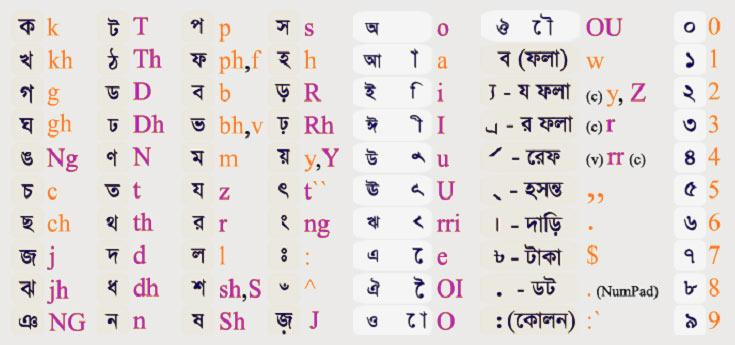 ক k ট T প p স s অ o ঔ ৌ OU ০ 0
খ kh ঠ Th ফ ph,f হ h আ া a ব (ফলা) w ১ 1
গ g ড D ব b ড় R ই ি i ্য - য ফলা (c) y, Z ২ 2
ঘ gh ঢ Dh ভ bh,v ঢ় Rh ঈ ী I ্র - র ফলা (c) r ৩ 3
ঙ Ng ণ N ম m য় y,Y উ ু u র্ - রেফ (v) rr (c) ৪ 4
চ c ত t য z ৎ t`` ঊ ূ U ্ - হসন্ত ,, ৫ 5
ছ ch থ th র r ং ng ঋ ৃ rri । - দাড়ি . ৬ 6
জ j দ d ল l ঃ : এ ে e ৳ - টাকা $ ৭ 7
ঝ jh ধ dh শ sh,S ঁ ^ ঐ ৈ OI . - ডট . (NumPad) ৮ 8
ঞ NG ন n ষ Sh জ় J ও ো O : (কোলন) :` ৯ 9